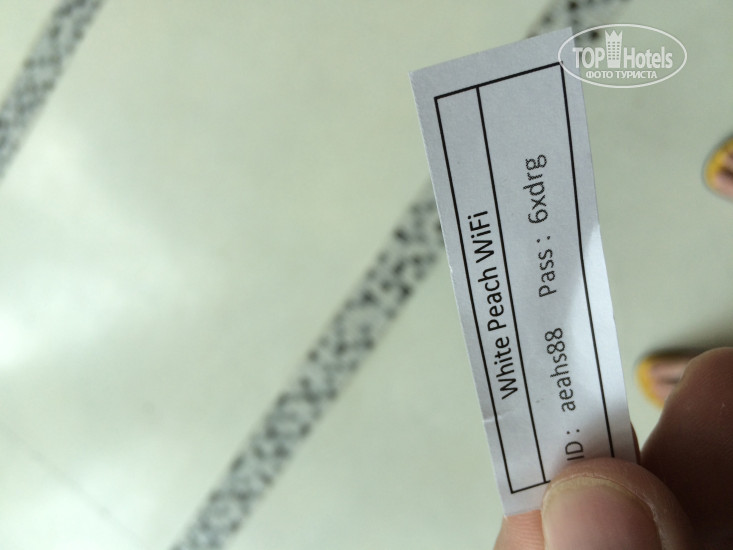 White Peach WiFi
ID : aeahs88 Pass : 6xdrg
TOP Hotels
ФОТО ТУРИСТА